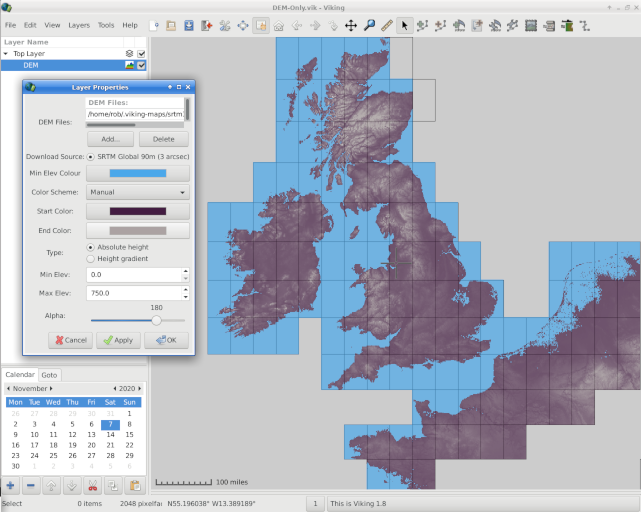 DEM-Only.vik - Viking
File Edit View Layers Tools Help
Layer Name
Top Layer
DEM
Layer Properties
DEM Files:
DEM Files:
/home/rob/.viking-maps/srtm
Add... Delete
Download Source: SRTM Global 90m (3 arcsec)
Min Elev Colour
Color Scheme: Manual
Start Color:
End Color:
Type: Absolute height
Height gradient
Min Elev: 0.0
Max Elev: 750.0
180
Alpha:
Cancel Apply OK
Calendar Goto
November 2020
Mon Tue Wed Thu Fri Sat Sun
26 27 28 29 30 31 1
2 3 4 5 6 7 8
9 10 11 12 13 14 15
16 17 18 19 20 21 22
23 24 25 26 27 28 29
30 1 2 3 4 5 6
100 miles
Select 0 items 2048 pixelfa N55.196038° W13.389189° 1 This is Viking 1.8